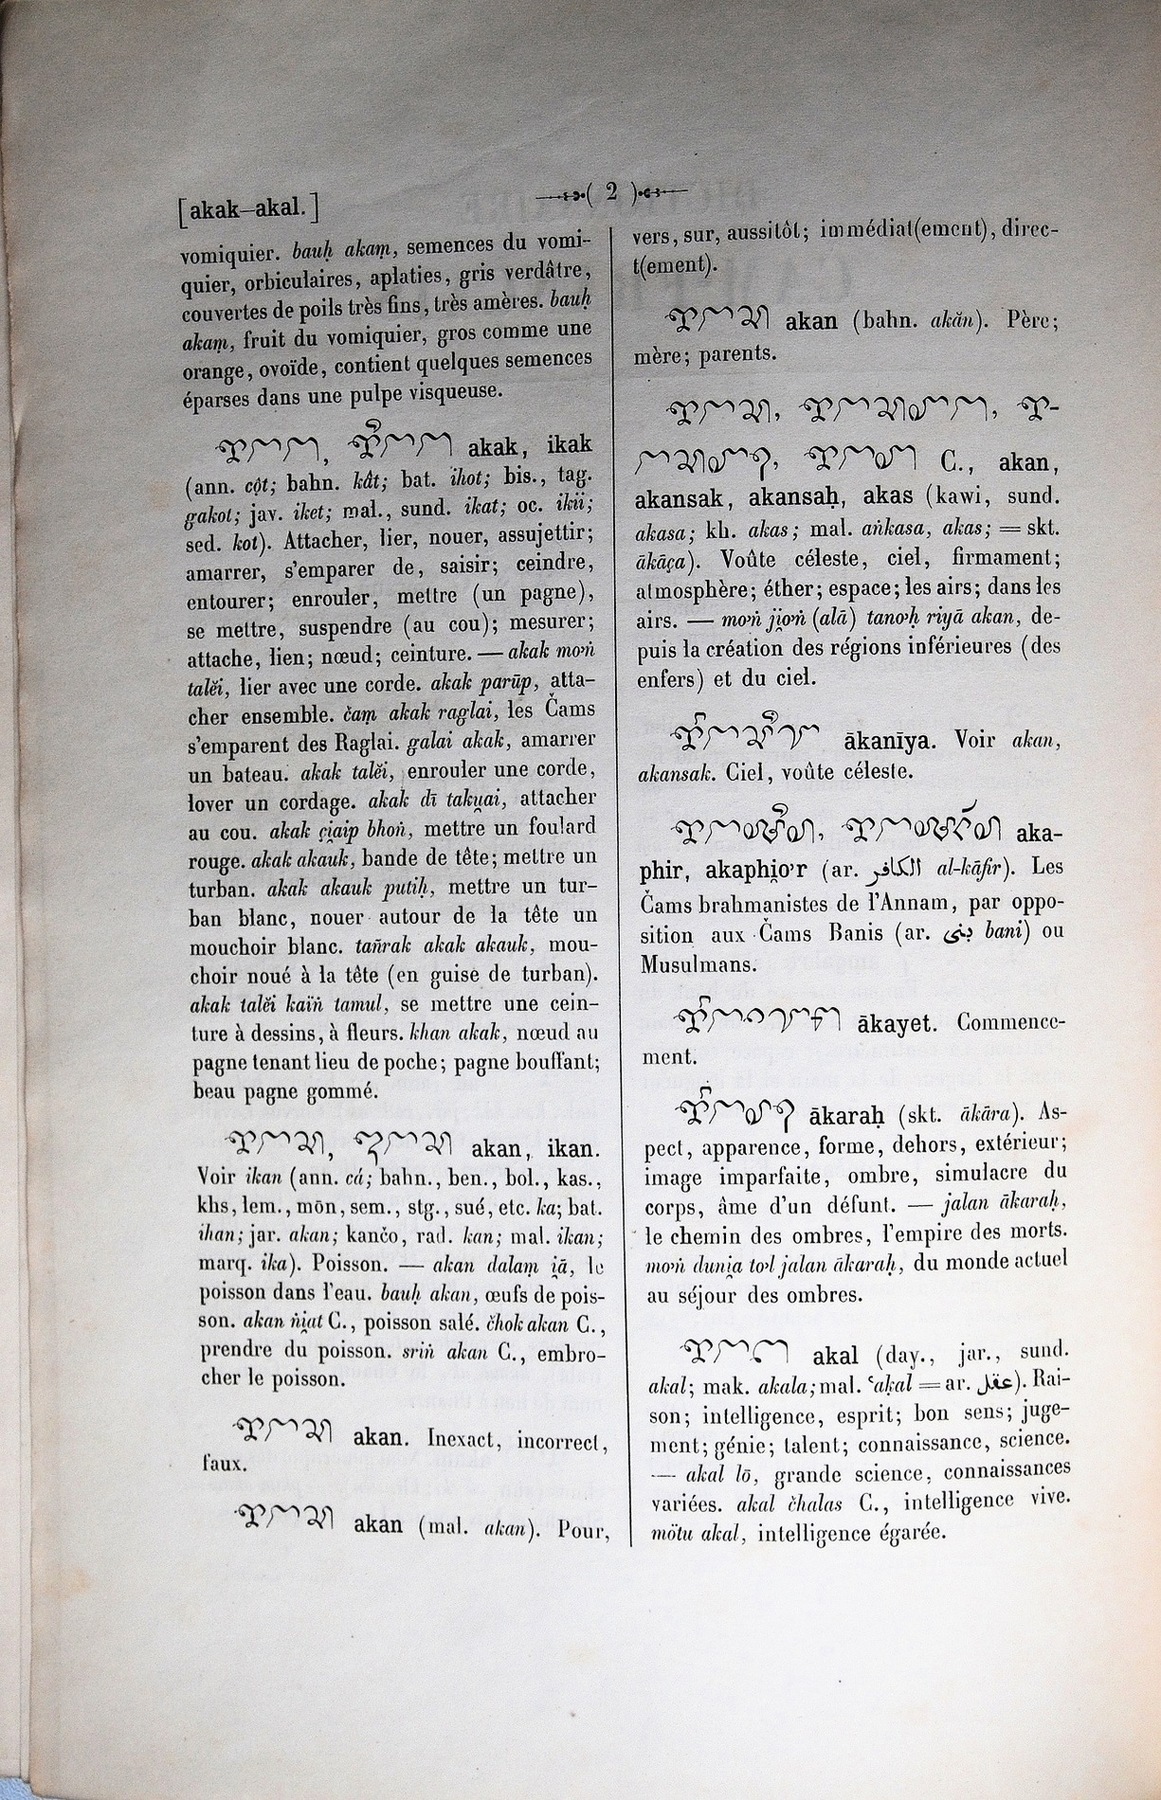 [akak–akal.]
( 2 )
vomiquier. bauḥ akaṃ, semences du vomi-
quier, orbiculaires, aplaties, gris verdâtre,
couvertes de poils très fins, très amères. bauḥ
akaṃ, fruit du vomiquier, gros comme une
orange, ovoïde, contient quelques semences
éparses dans une pulpe visqueuse.
akak, ikak
(ann. cột; bahn. kât; bat. ihot; bis., tag.
gakot; jav. iket; mal., sund. ikat; oc. ikii;
sed. kot). Attacher, lier, nouer, assujettir;
amarrer, s'emparer de, saisir; ceindre,
entourer; enrouler, mettre (un pagne),
se mettre, suspendre (au cou); mesurer;
attache, lien; nœud; ceinture. — akak mơṅ
talĕi, lier avec une corde. akak parūp, atta-
cher ensemble. čaṃ akak raglai, les Čams
s'emparent des Raglai. galai akak, amarrer
un bateau. akak talĕi, enrouler une corde,
lover un cordage. akak dī takụai, attacher
au cou. akak çịaip bhoṅ, mettre un foulard
rouge. akak akauk, bande de tête; mettre un
turban. akak akauk putiḥ, mettre un tur-
ban blanc, nouer autour de la tête un
mouchoir blanc. tañrak akak akauk, mou-
choir noué à la tête (en guise de turban).
akak talĕi kaïṅ tamul, se mettre une cein-
ture à dessins, à fleurs. khan akak, nœud au
pagne tenant lieu de poche; pagne bouffant;
beau pagne gommé.
akan, ikan.
Voir ikan (ann. cá; bahn., ben., bol., kas.,
khs, lem., mōn, sem., stg., sué, etc. ka; bat.
ihan; jar. akan; kančo, rad. kan; mal. ikan;
marq. ika). Poisson. — akan dalaṃ ịā, le
poisson dans l'eau. bauḥ akan, œufs de pois-
son. akan ṅịat C., poisson salé. čhok akan C.,
prendre du poisson. sriṅ akan C., embro-
cher le poisson.
akan. Inexact, incorrect,
faux.
akan (mal. akan). Pour,
vers, sur, aussitôt; immédiat(ement), direc-
t(ement).
akan (bahn. akăn). Père;
mère; parents.
C., akan,
akansak, akansaḥ, akas (kawi, sund.
akasa; kh. akas; mal. aṅkasa, akas; = skt.
ākāça). Voûte céleste, ciel, firmament;
atmosphère; éther; espace; les airs; dans les
airs. — mơṅ jịơṅ (alā) tanơḥ riyā akan, de-
puis la création des régions inférieures (des
enfers) et du ciel.
ākanīya. Voir akan,
akansak. Ciel, voûte céleste.
aka-
phir, akaphịơr (ar. الكافر al-kāfir). Les
Čams brahmanistes de l'Annam, par oppo-
sition aux Čams Banis (ar. بنى bani) ou
Musulmans.
ākayet. Commence-
ment.
ākaraḥ (skt. ākāra). As-
pect, apparence, forme, dehors, extérieur;
image imparfaite, ombre, simulacre du
corps, âme d'un défunt. — jalan ākaraḥ,
le chemin des ombres, l'empire des morts.
mơṅ dunịa tơl jalan ākaraḥ, du monde actuel
au séjour des ombres.
akal (day., jar., sund.
akal; mak. akala; mal. ʿaḳal = ar. عقل). Rai-
son; intelligence, esprit; bon sens; juge-
ment; génie; talent; connaissance, science.
— akal lō, grande science, connaissances
variées. akal čhalas C., intelligence vive.
mötu akal, intelligence égarée.